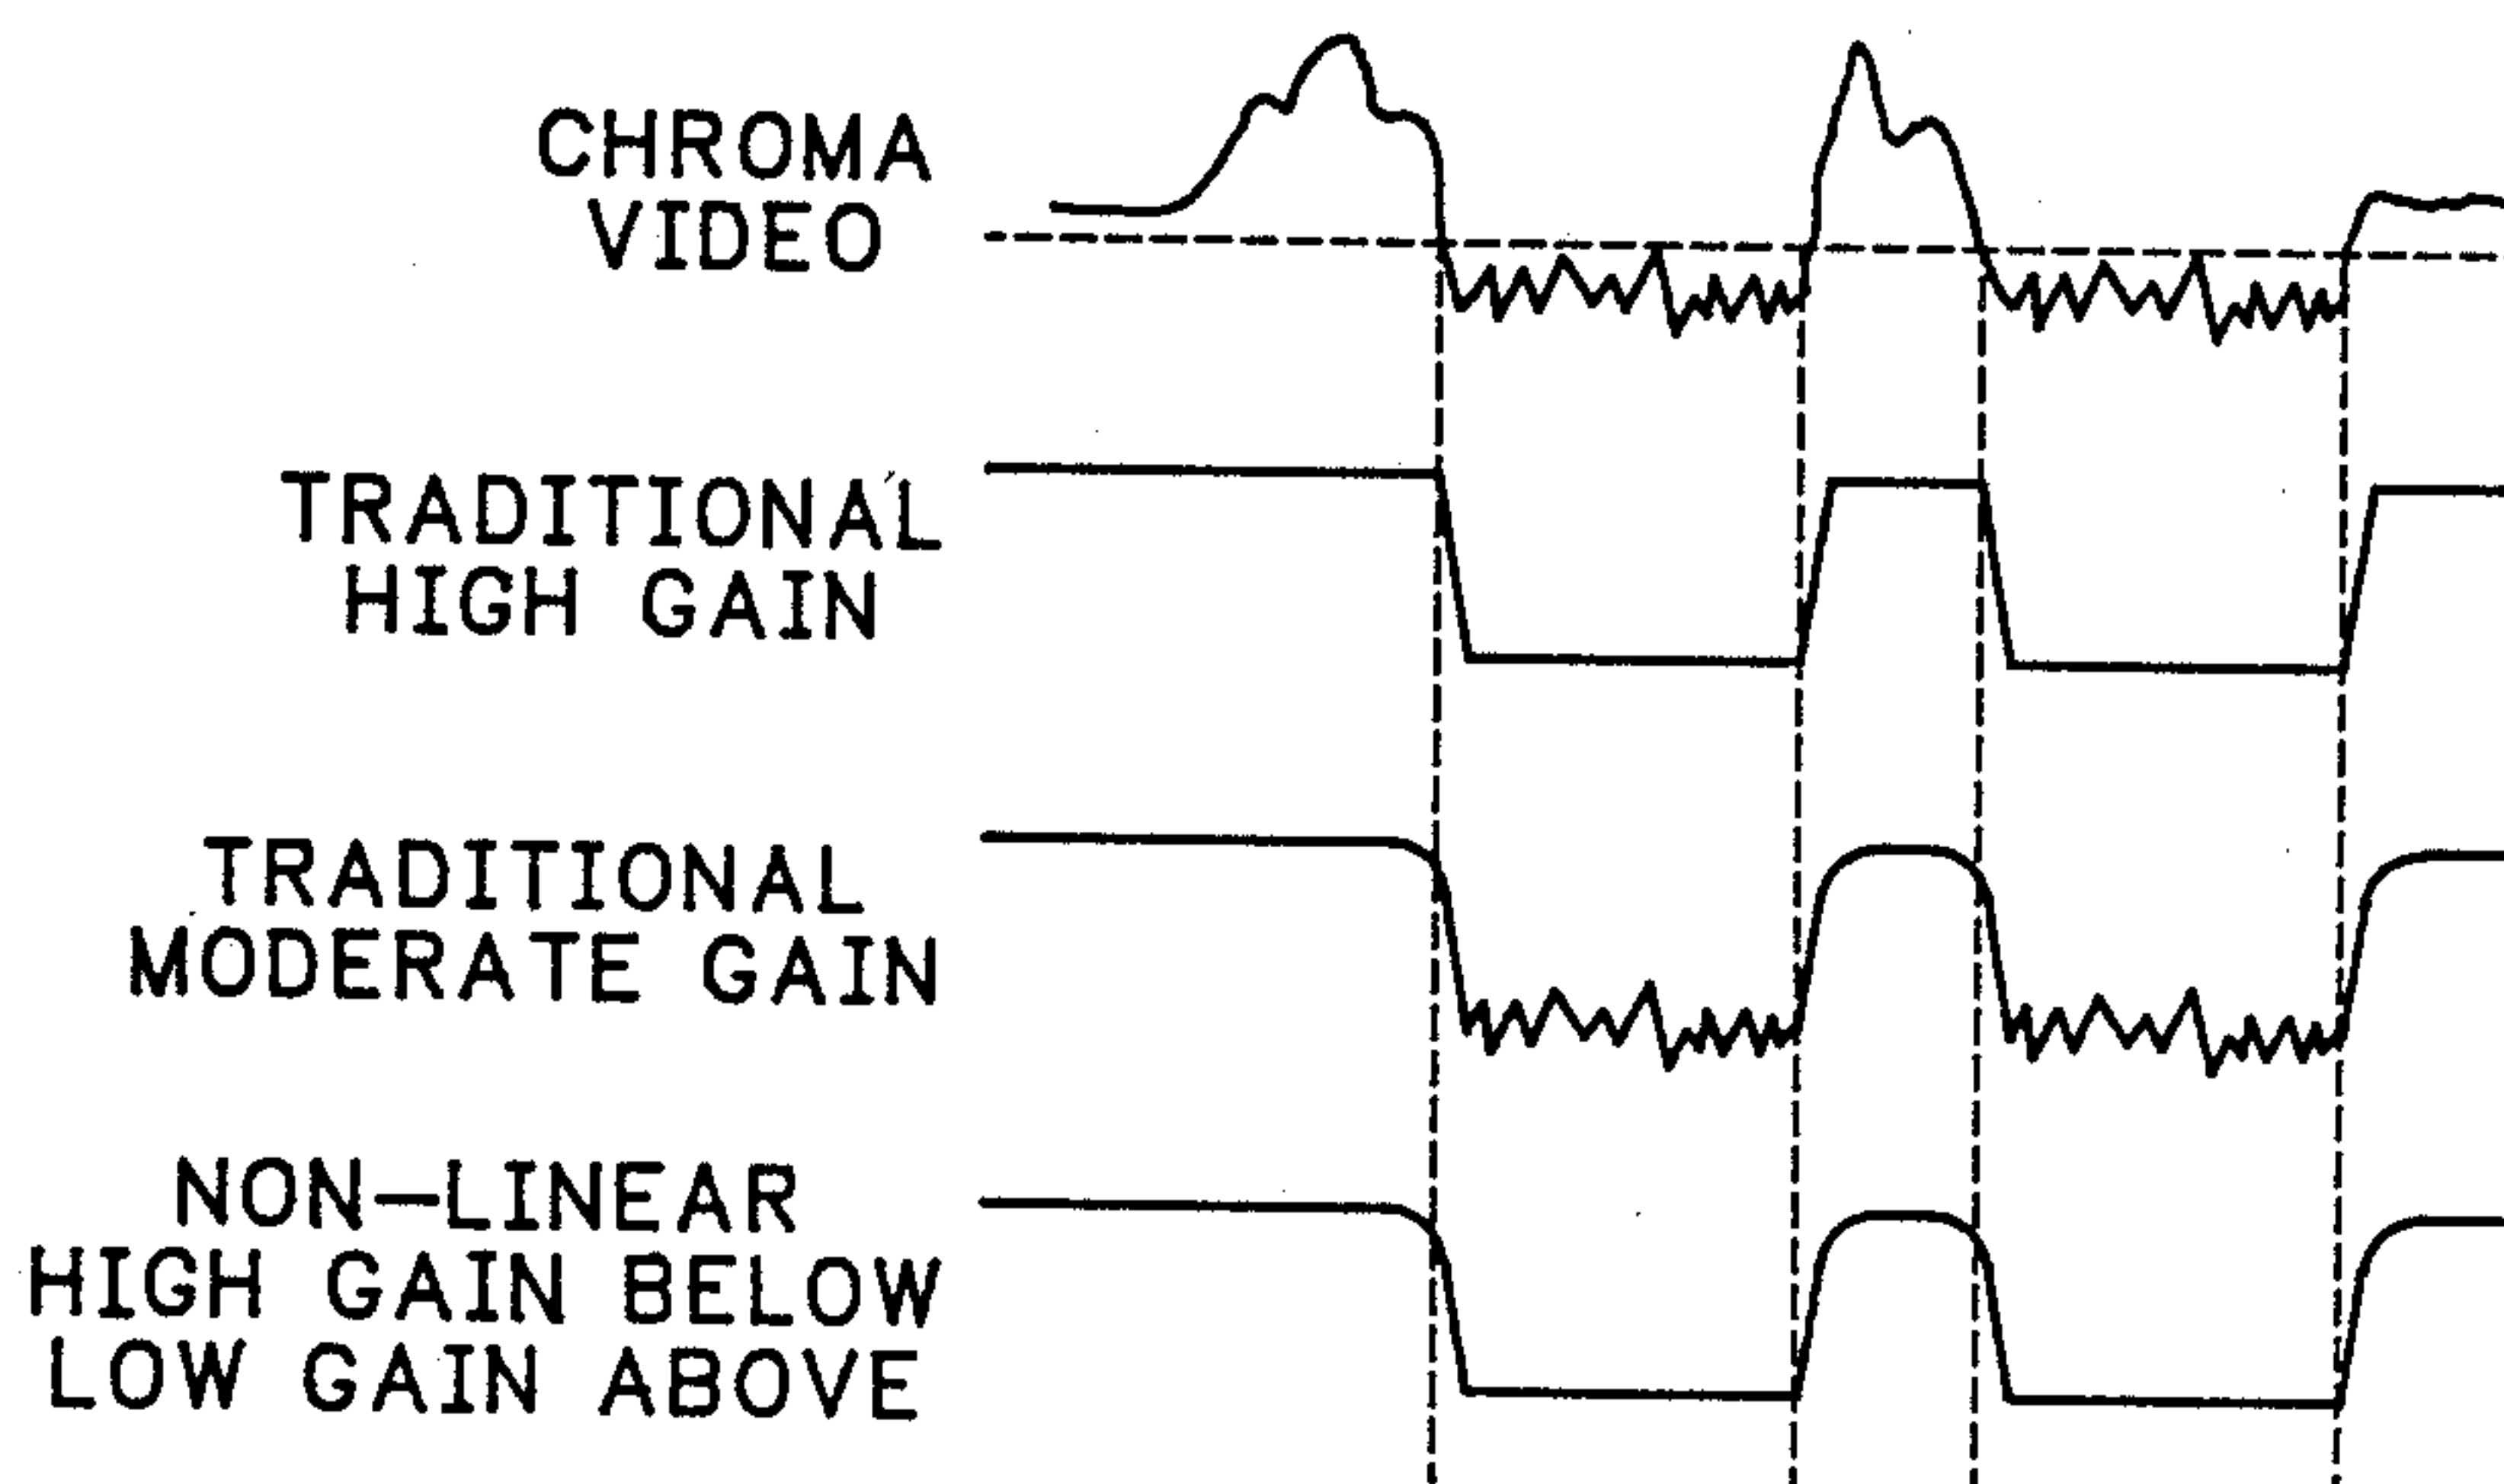 CHROMA
VIDEO
TRADITIONAL
HIGH GAIN
TRADITIONAL
MODERATE GAIN
NON-LINEAR
HIGH GAIN BELOW
LOW GAIN ABOVE